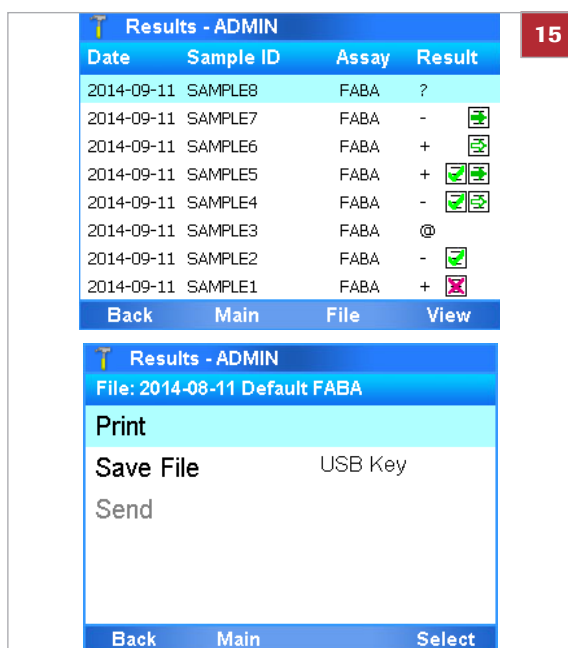 15
Results - ADMIN
Date Sample ID Assay Result
2014-09-11 SAMPLE8 FABA ?
2014-09-11 SAMPLE7 FABA -
2014-09-11 SAMPLE6 FABA +
2014-09-11 SAMPLE5 FABA +
2014-09-11 SAMPLE4 FABA -
2014-09-11 SAMPLE3 FABA @
2014-09-11 SAMPLE2 FABA -
2014-09-11 SAMPLE1 FABA +
Back Main File View
Results - ADMIN
File: 2014-08-11 Default FABA
Print
Save File USB Key
Send
Back Main Select